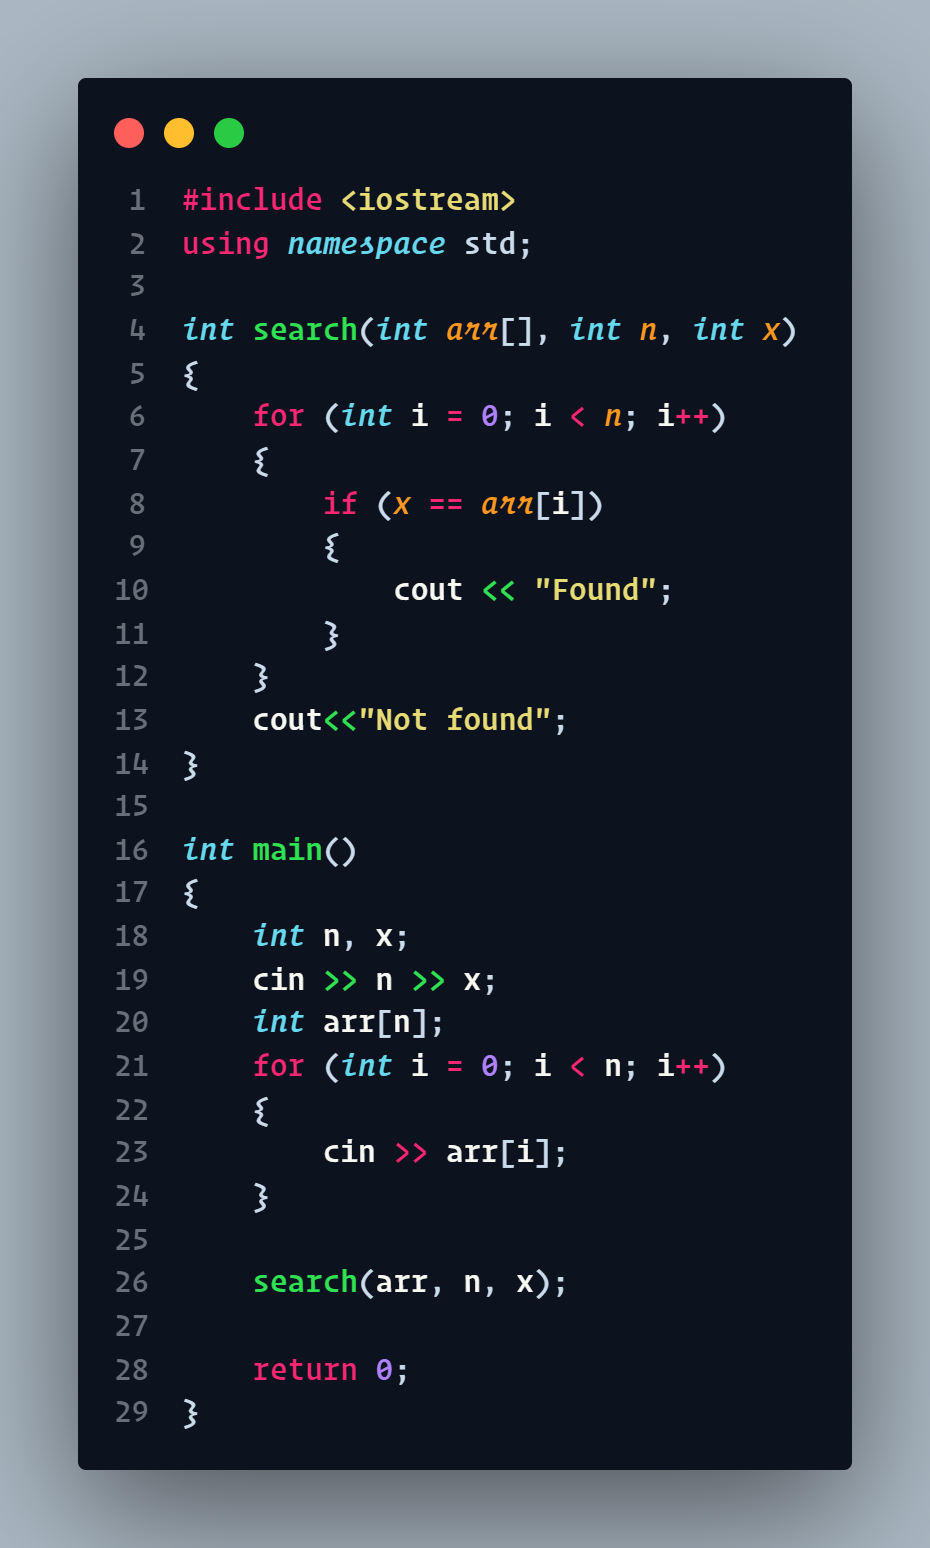 1 #include <iostream>
2 using namespace std;
3
4 int search(int arr[], int n, int x)
5 {
6     for (int i = 0; i < n; i++)
7     {
8         if (x == arr[i])
9         {
10             cout << "Found";
11         }
12     }
13     cout<<"Not found";
14 }
15
16 int main()
17 {
18     int n, x;
19     cin >> n >> x;
20     int arr[n];
21     for (int i = 0; i < n; i++)
22     {
23         cin >> arr[i];
24     }
25
26     search(arr, n, x);
27
28     return 0;
29 }